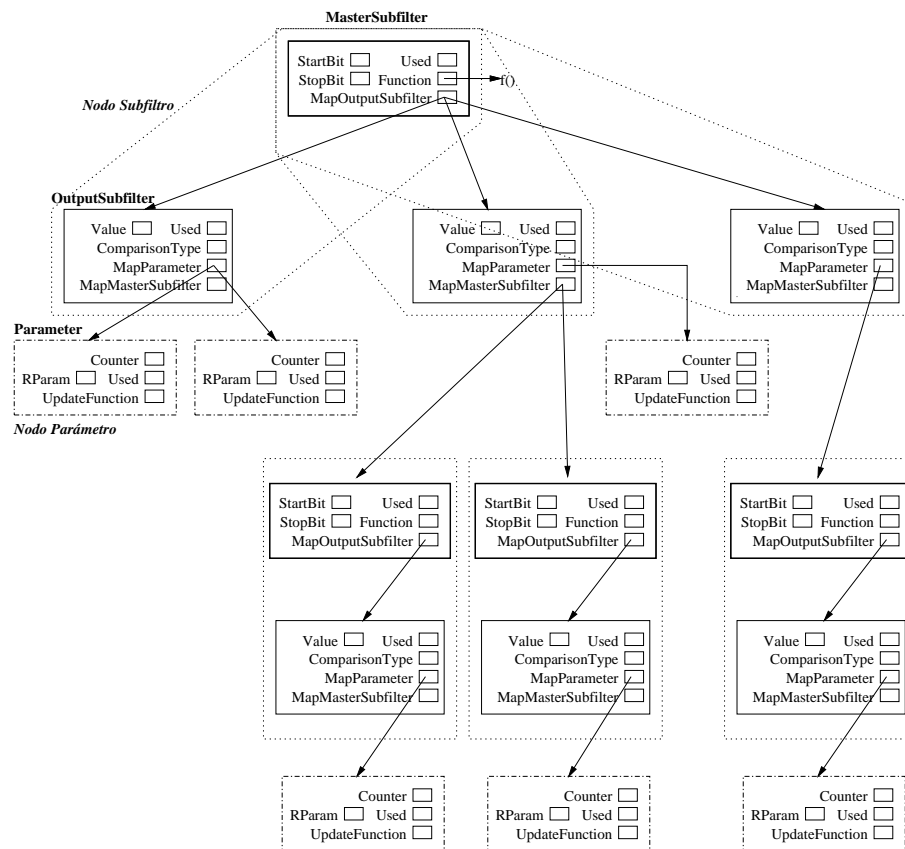 MasterSubfilter
StartBit Used
StopBit Function f()
MapOutputSubfilter
Nodo Subfiltro
OutputSubfilter
Value Used
ComparisonType
MapParameter
MapMasterSubfilter
Value Used
ComparisonType
MapParameter
MapMasterSubfilter
Value Used
ComparisonType
MapParameter
MapMasterSubfilter
Parameter
Counter
RParam Used
UpdateFunction
Counter
RParam Used
UpdateFunction
Counter
RParam Used
UpdateFunction
Nodo Parámetro
StartBit Used
StopBit Function
MapOutputSubfilter
StartBit Used
StopBit Function
MapOutputSubfilter
StartBit Used
StopBit Function
MapOutputSubfilter
Value Used
ComparisonType
MapParameter
MapMasterSubfilter
Value Used
ComparisonType
MapParameter
MapMasterSubfilter
Value Used
ComparisonType
MapParameter
MapMasterSubfilter
Counter
RParam Used
UpdateFunction
Counter
RParam Used
UpdateFunction
Counter
RParam Used
UpdateFunction